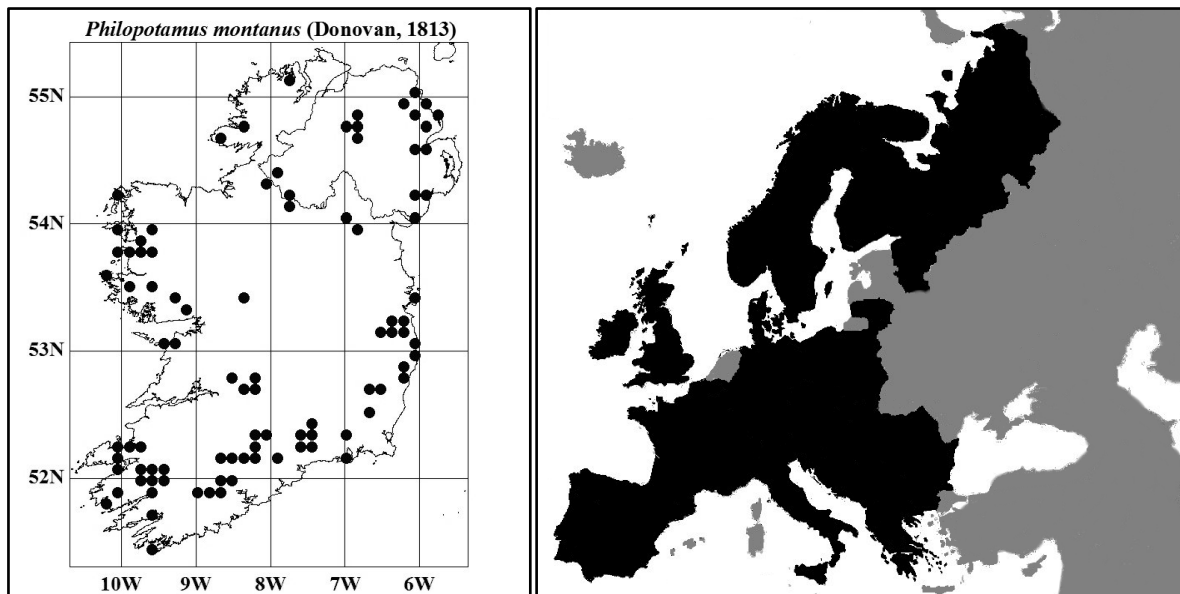 Philopotamus montanus (Donovan, 1813)
55N
54N
53N
52N
10W 9W 8W 7W 6W